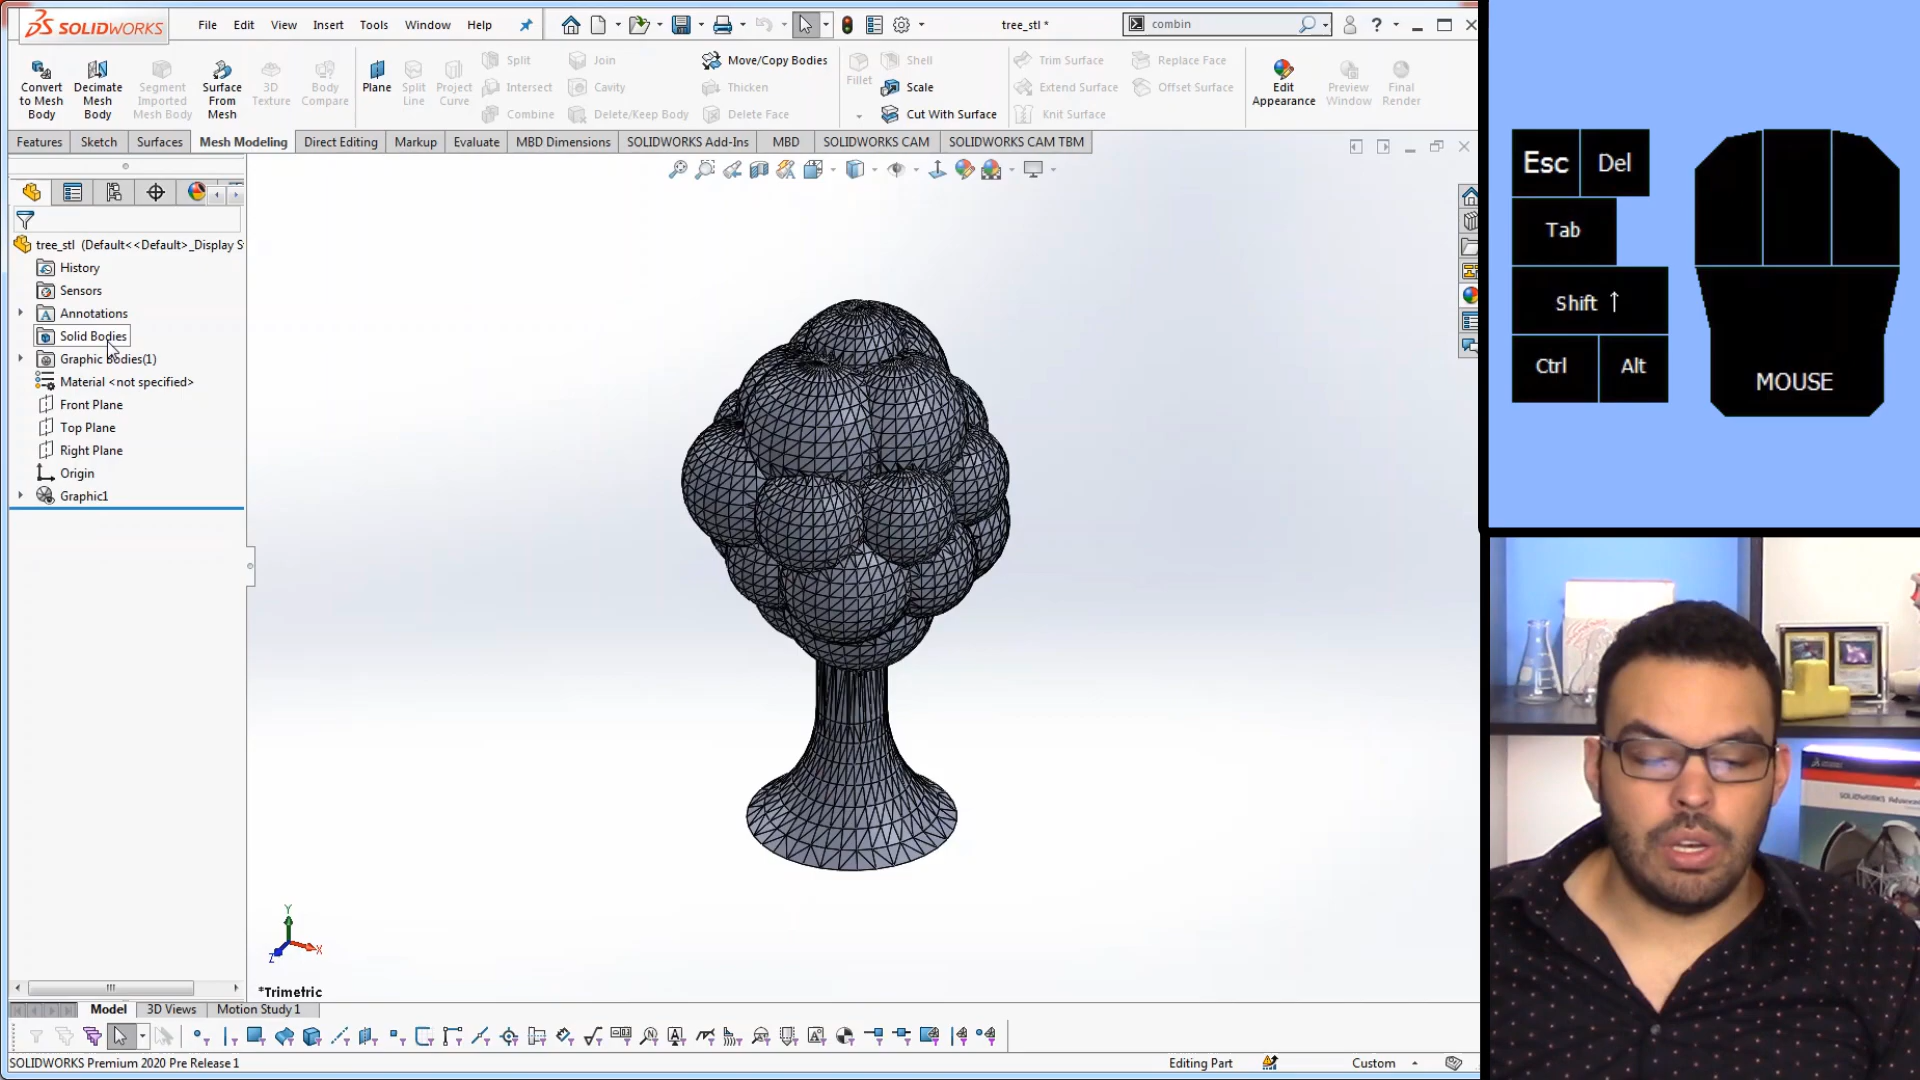 SOLIDWORKS File Edit View Insert Tools Window Help tree_stl * combin ?
Convert to Mesh Body
Decimate Mesh Body
Segment Imported Mesh Body
Surface From Mesh
3D Texture
Body Compare
Plane
Split Line
Project Curve
Split Join Move/Copy Bodies
Intersect Cavity Thicken
Combine Delete/Keep Body Delete Face
Fillet
Shell
Scale
Cut With Surface
Trim Surface Replace Face
Extend Surface Offset Surface
Knit Surface
Edit Appearance
Preview Window
Final Render
Features Sketch Surfaces Mesh Modeling Direct Editing Markup Evaluate MBD Dimensions SOLIDWORKS Add-Ins MBD SOLIDWORKS CAM SOLIDWORKS CAM TBM
tree_stl (Default<<Default>_Display S
History
Sensors
Annotations
Solid Bodies
Graphic Bodies(1)
Material <not specified>
Front Plane
Top Plane
Right Plane
Origin
Graphic1
Y
X
Z
*Trimetric
Model 3D Views Motion Study 1
SOLIDWORKS Premium 2020 Pre Release 1 Editing Part Custom
Esc Del
Tab
Shift ↑
Ctrl Alt
MOUSE
SOLIDWORKS